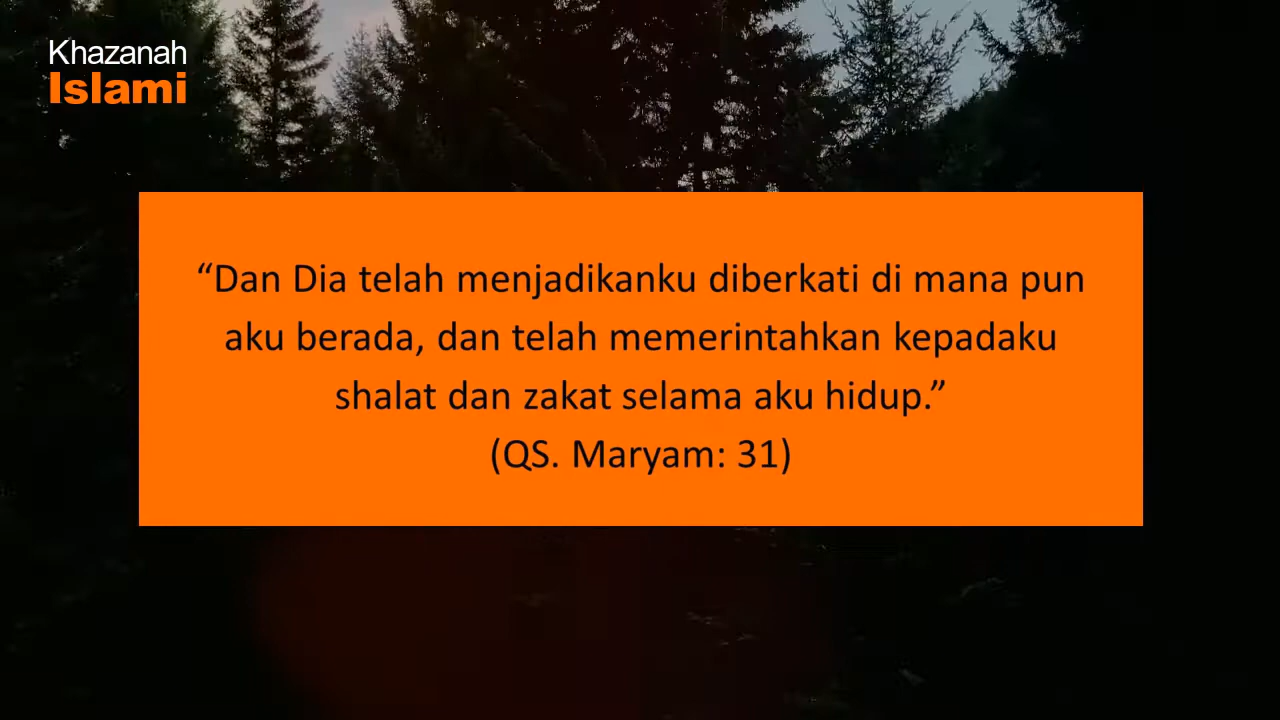 Khazanah
Islami
“Dan Dia telah menjadikanku diberkati di mana pun
aku berada, dan telah memerintahkan kepadaku
shalat dan zakat selama aku hidup.”
(QS. Maryam: 31)